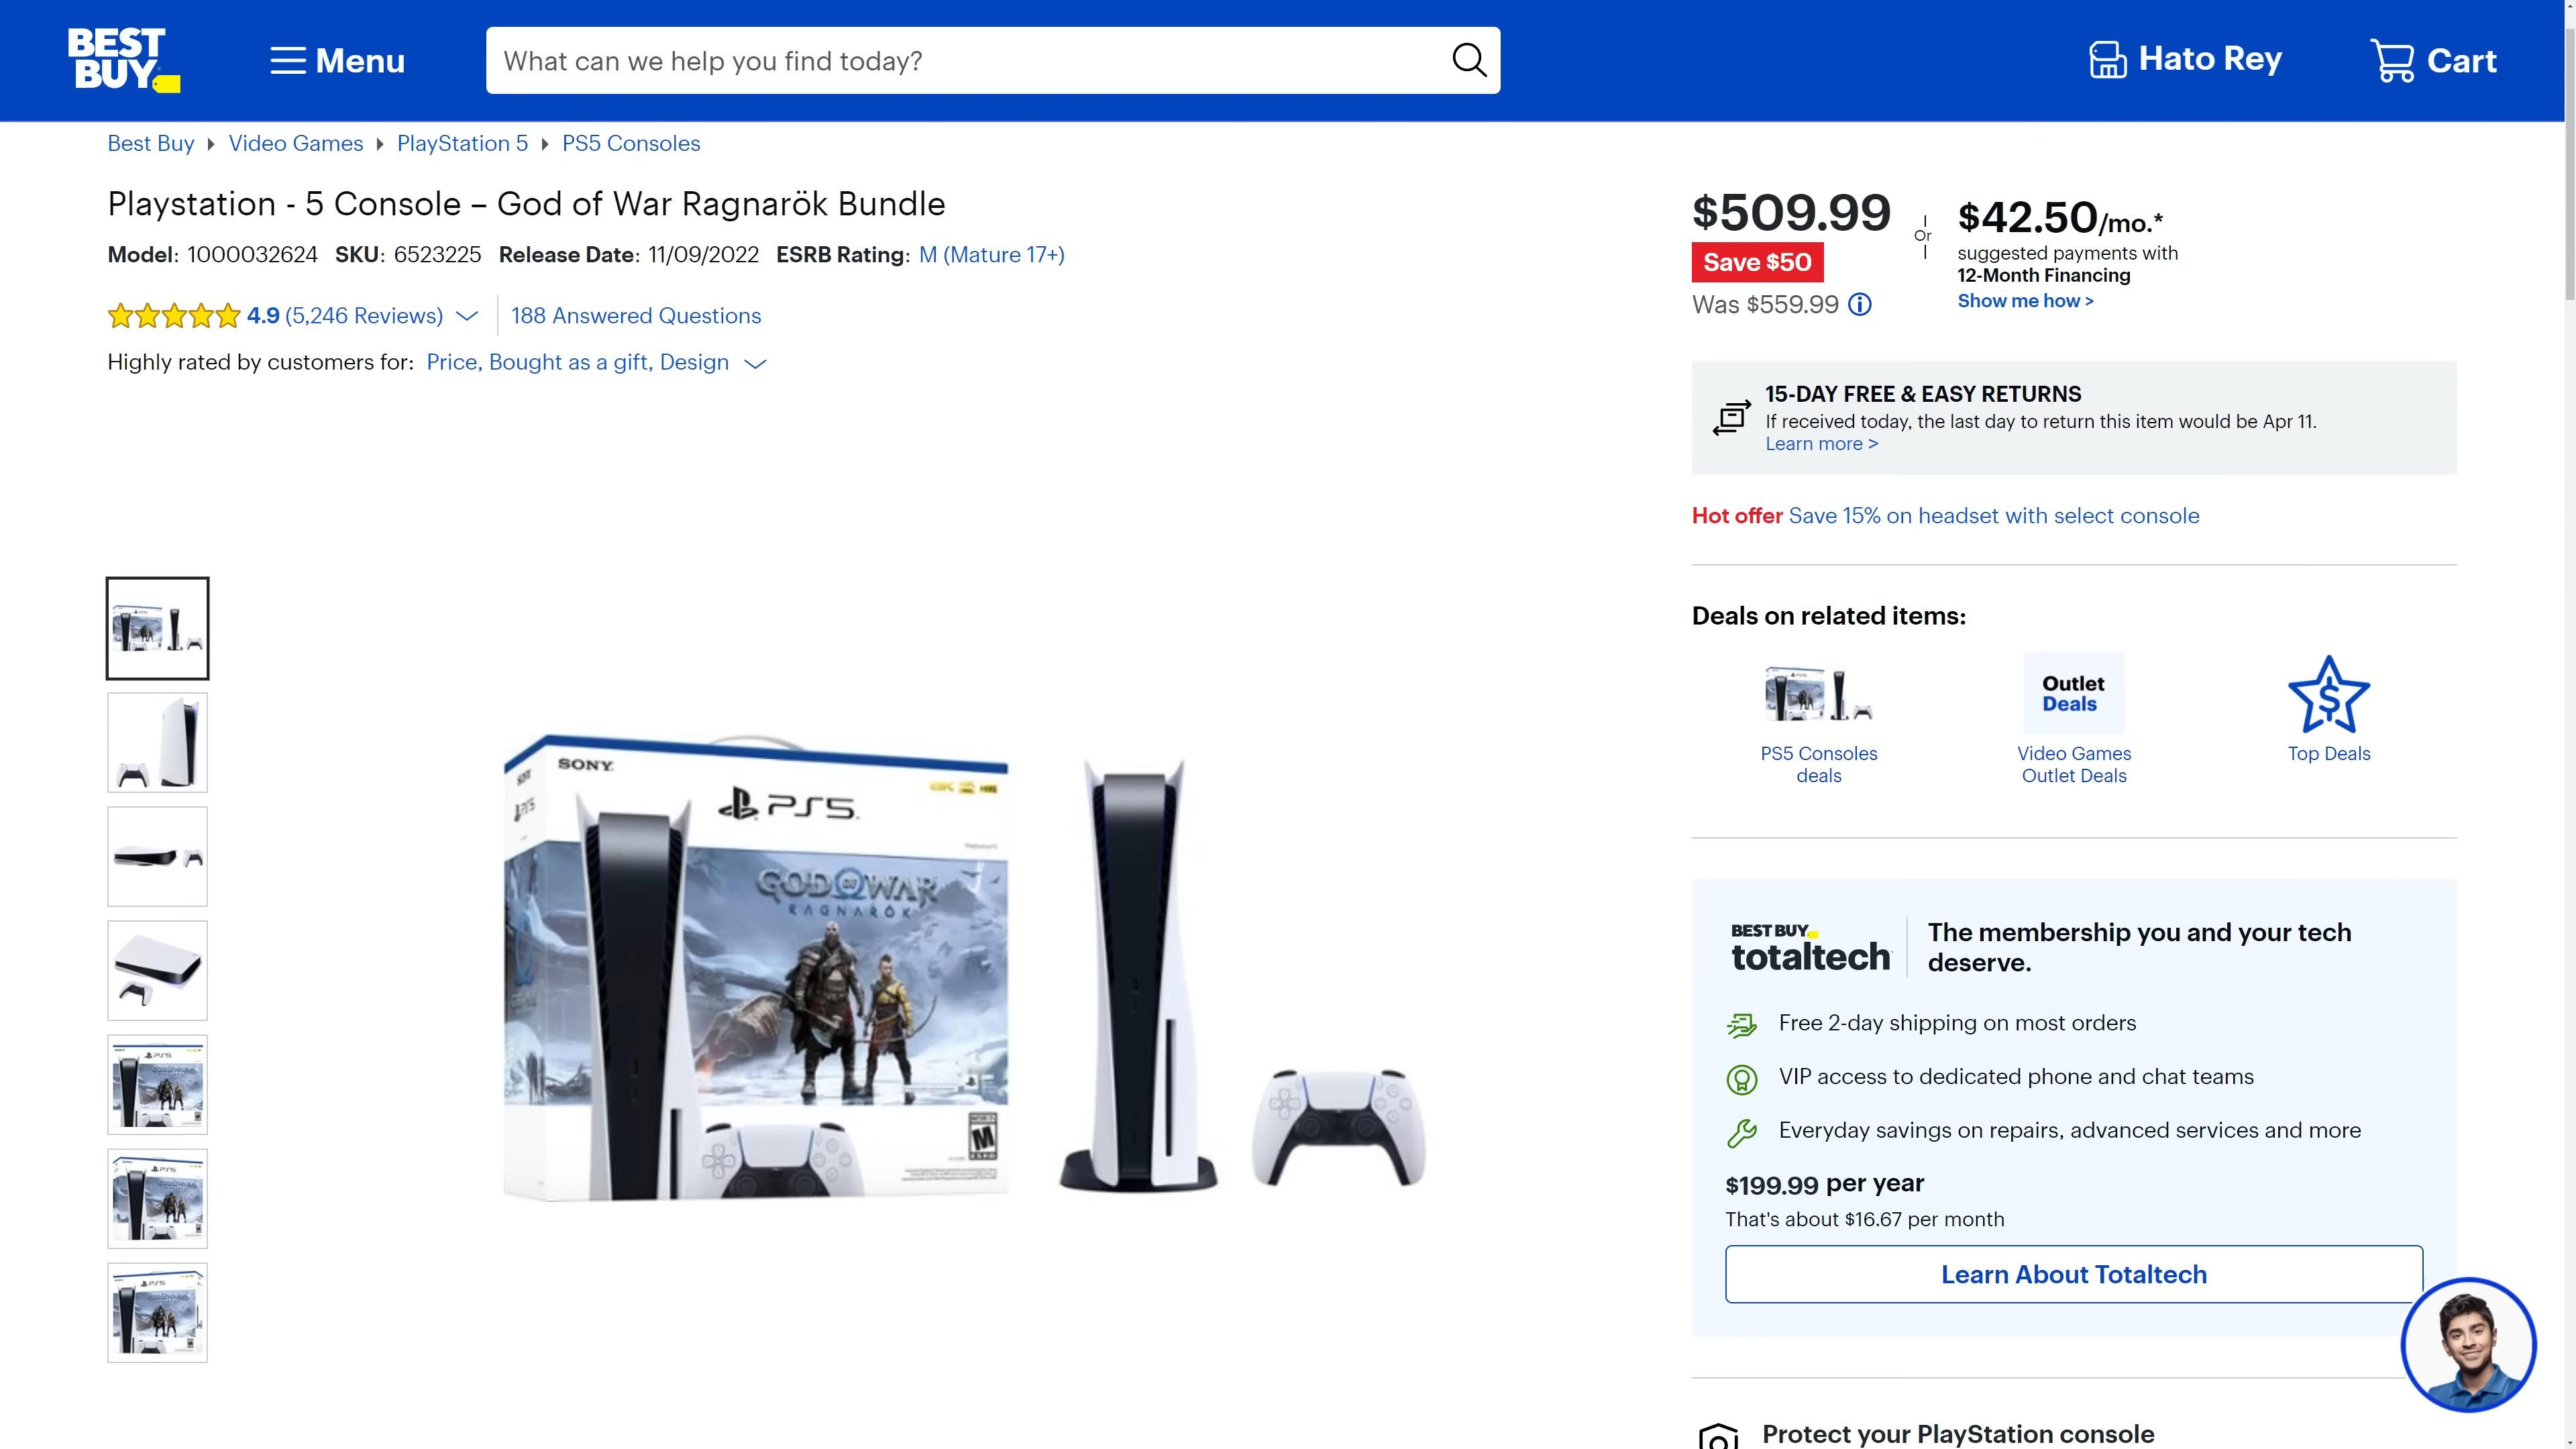 BEST
BUY
Menu
What can we help you find today?
Hato Rey
Cart
Best Buy
Video Games
PlayStation 5
PS5 Consoles
Playstation - 5 Console – God of War Ragnarök Bundle
Model: 1000032624 SKU: 6523225 Release Date: 11/09/2022 ESRB Rating: M (Mature 17+)
4.9 (5,246 Reviews)
188 Answered Questions
Highly rated by customers for: Price, Bought as a gift, Design
SONY
SONY
PS5
PS5
8K 4K HDR
GOD OF WAR
RAGNARÖK
MATURE 17+
M
ESRB
$509.99
Save $50
Was $559.99
Or
$42.50/mo.*
suggested payments with
12-Month Financing
Show me how >
15-DAY FREE & EASY RETURNS
If received today, the last day to return this item would be Apr 11.
Learn more >
Hot offer Save 15% on headset with select console
Deals on related items:
PS5 Consoles
deals
Outlet
Deals
Video Games
Outlet Deals
$
Top Deals
BEST BUY
totaltech
The membership you and your tech
deserve.
Free 2-day shipping on most orders
VIP access to dedicated phone and chat teams
Everyday savings on repairs, advanced services and more
$199.99 per year
That's about $16.67 per month
Learn About Totaltech
Protect your PlayStation console